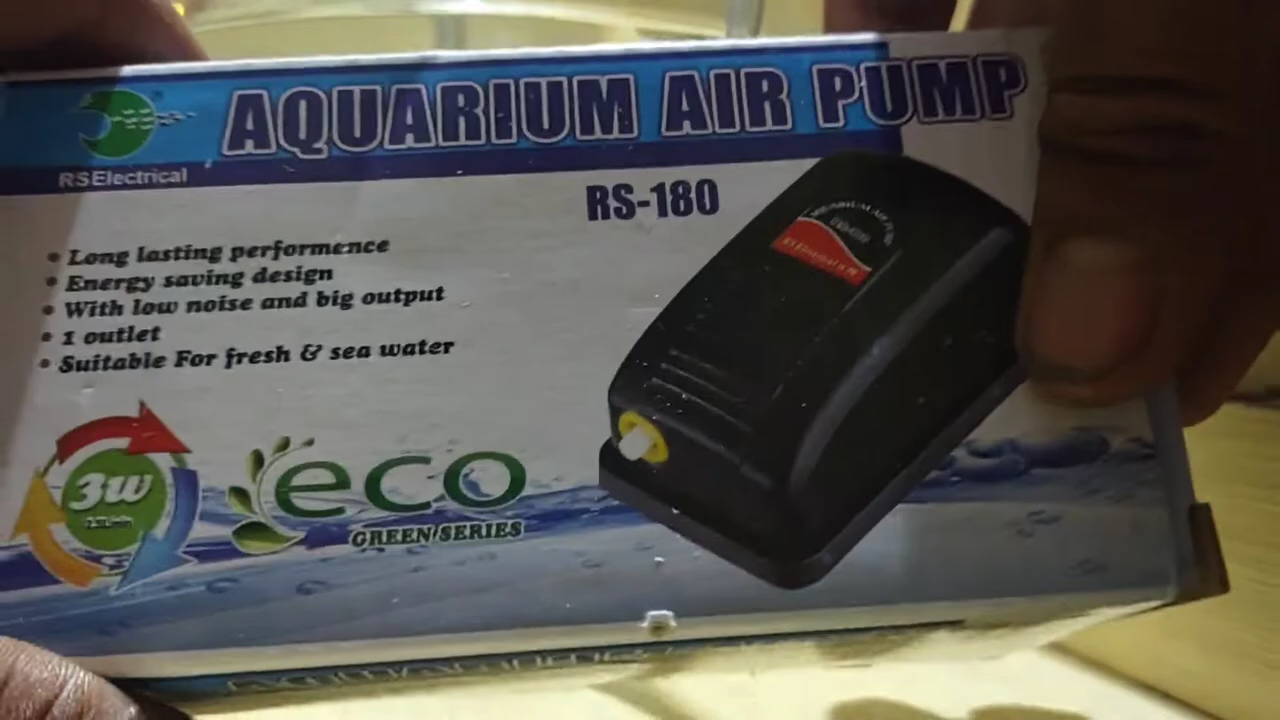 AQUARIUM AIR PUMP
RSElectrical
RS-180
• Long lasting performence
• Energy saving design
• With low noise and big output
• 1 outlet
• Suitable For fresh & sea water
3w
eco
GREEN SERIES